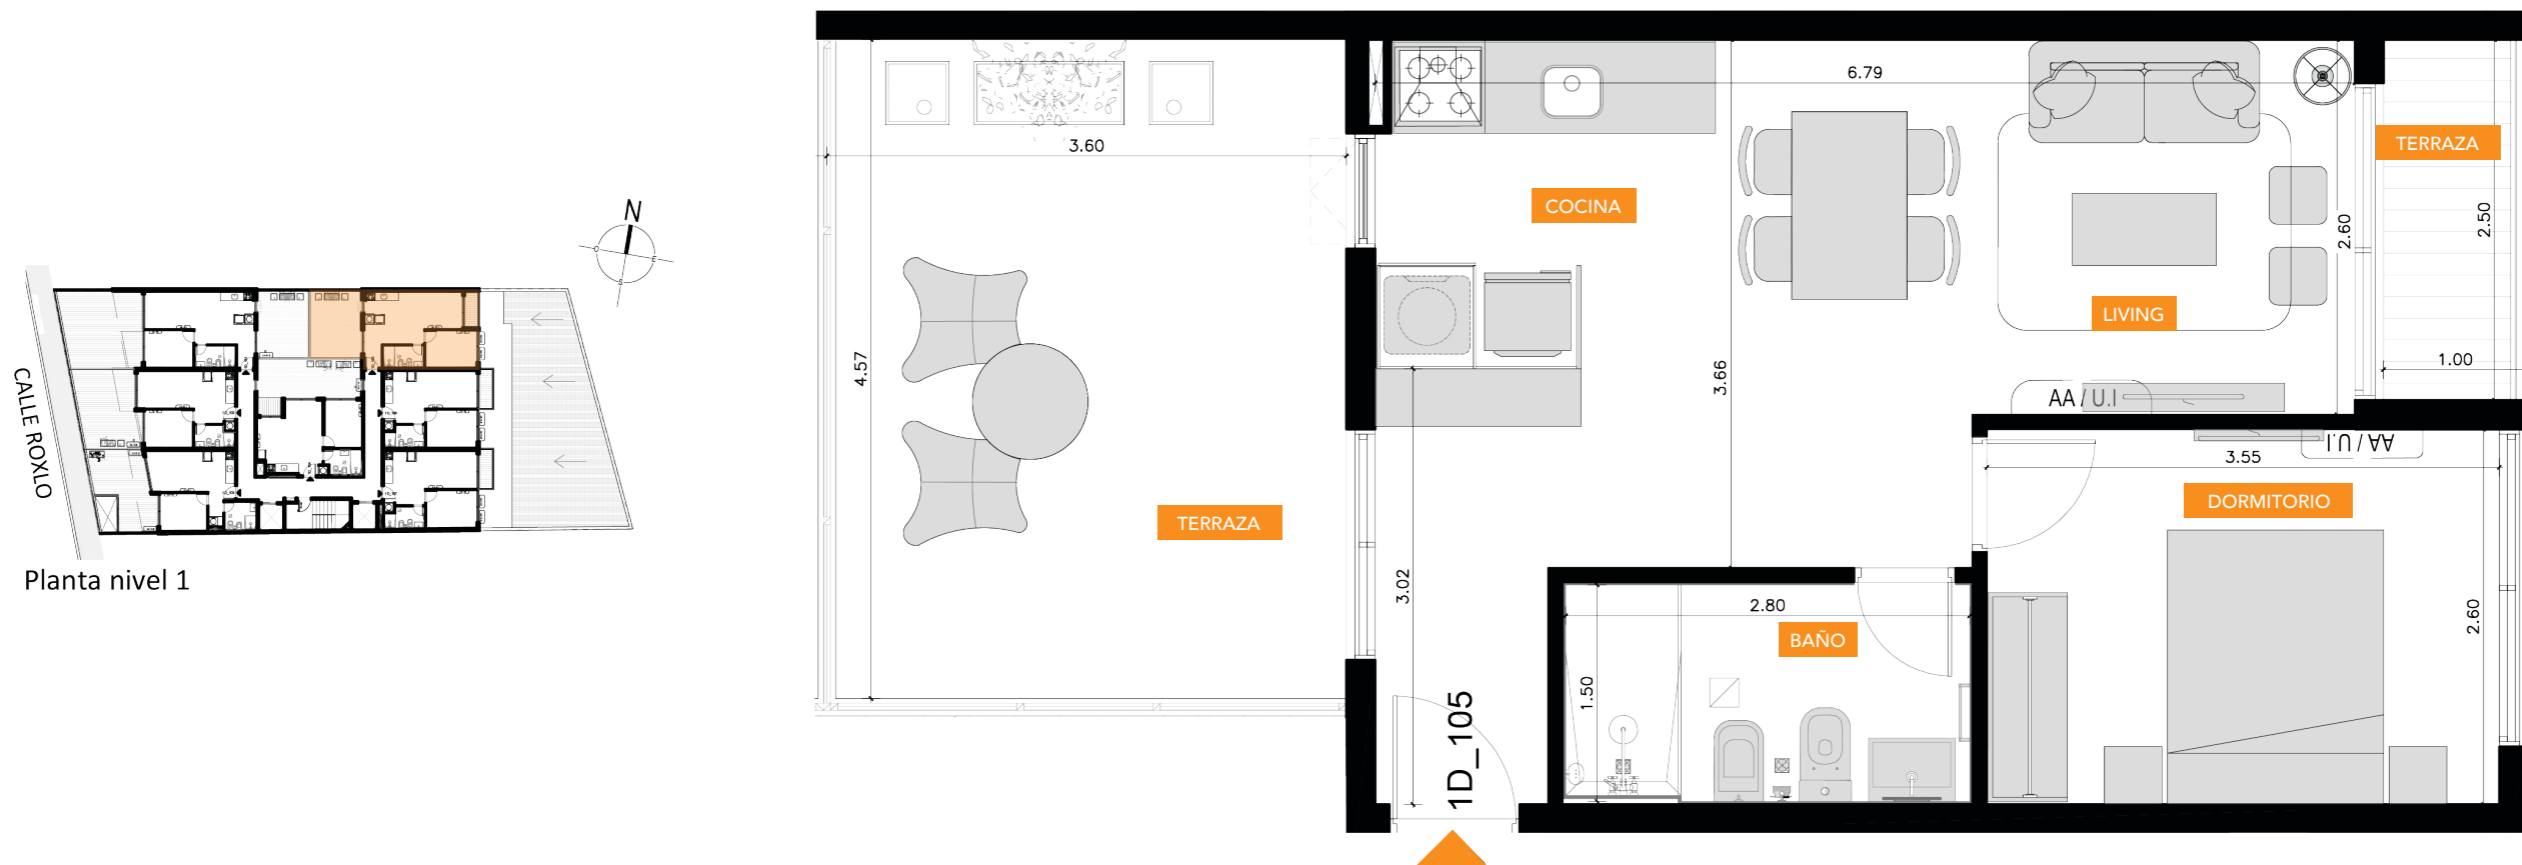 N
O
E
S
CALLE ROXLO
Planta nivel 1
6.79
3.60
TERRAZA
COCINA
2.50
2.60
LIVING
1.00
4.57
3.66
AA / U.I
AA / U.I
3.55
DORMITORIO
TERRAZA
3.02
2.80
2.60
BAÑO
1.50
1D_105